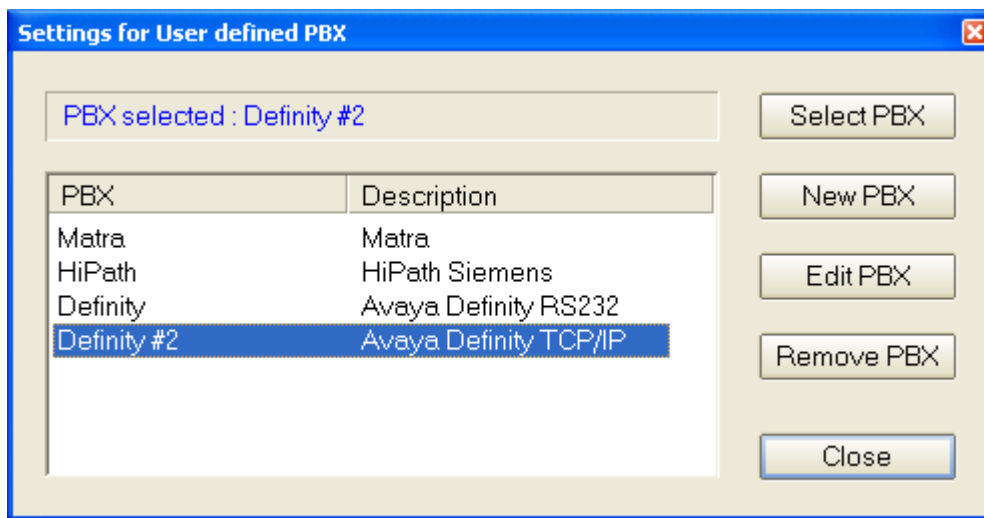 Settings for User defined PBX
PBX selected : Definity #2
Select PBX
PBX Description
New PBX
Matra Matra
HiPath HiPath Siemens
Edit PBX
Definity Avaya Definity RS232
Definity #2 Avaya Definity TCP/IP
Remove PBX
Close